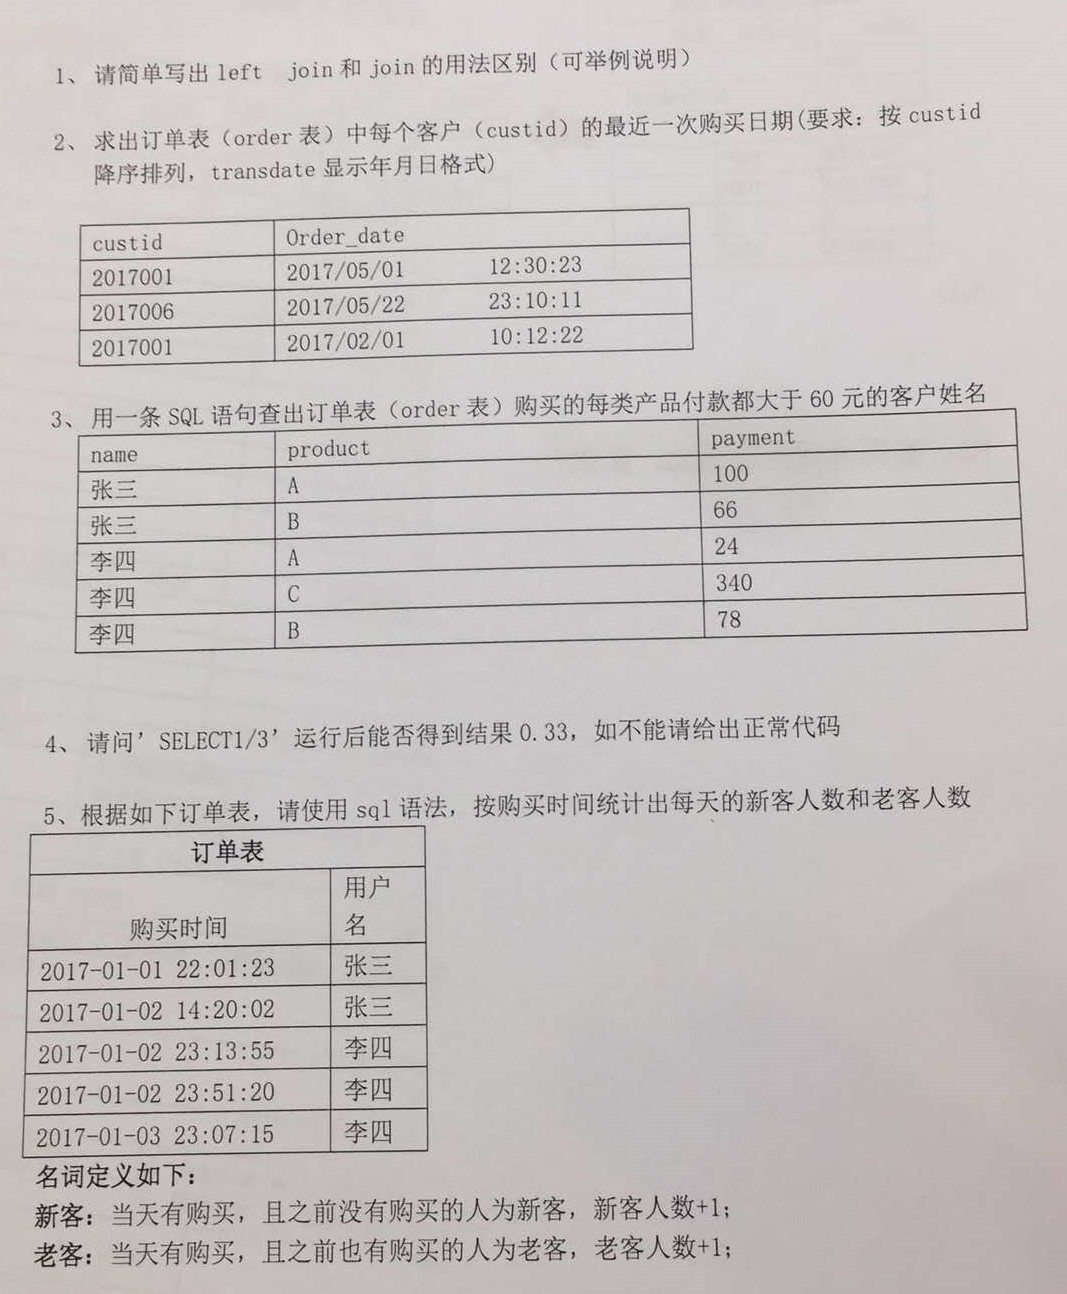 1、请简单写出 left join 和 join 的用法区别（可举例说明）
2、求出订单表（order 表）中每个客户（custid）的最近一次购买日期(要求：按 custid
降序排列，transdate 显示年月日格式)
custid Order_date
2017001 2017/05/01 12:30:23
2017006 2017/05/22 23:10:11
2017001 2017/02/01 10:12:22
3、用一条 SQL 语句查出订单表（order 表）购买的每类产品付款都大于 60 元的客户姓名
name product payment
张三 A 100
张三 B 66
李四 A 24
李四 C 340
李四 B 78
4、请问’SELECT1/3’运行后能否得到结果 0.33，如不能请给出正常代码
5、根据如下订单表，请使用 sql 语法，按购买时间统计出每天的新客人数和老客人数
订单表
购买时间 用户名
2017-01-01 22:01:23 张三
2017-01-02 14:20:02 张三
2017-01-02 23:13:55 李四
2017-01-02 23:51:20 李四
2017-01-03 23:07:15 李四
名词定义如下：
新客：当天有购买，且之前没有购买的人为新客，新客人数+1；
老客：当天有购买，且之前也有购买的人为老客，老客人数+1；